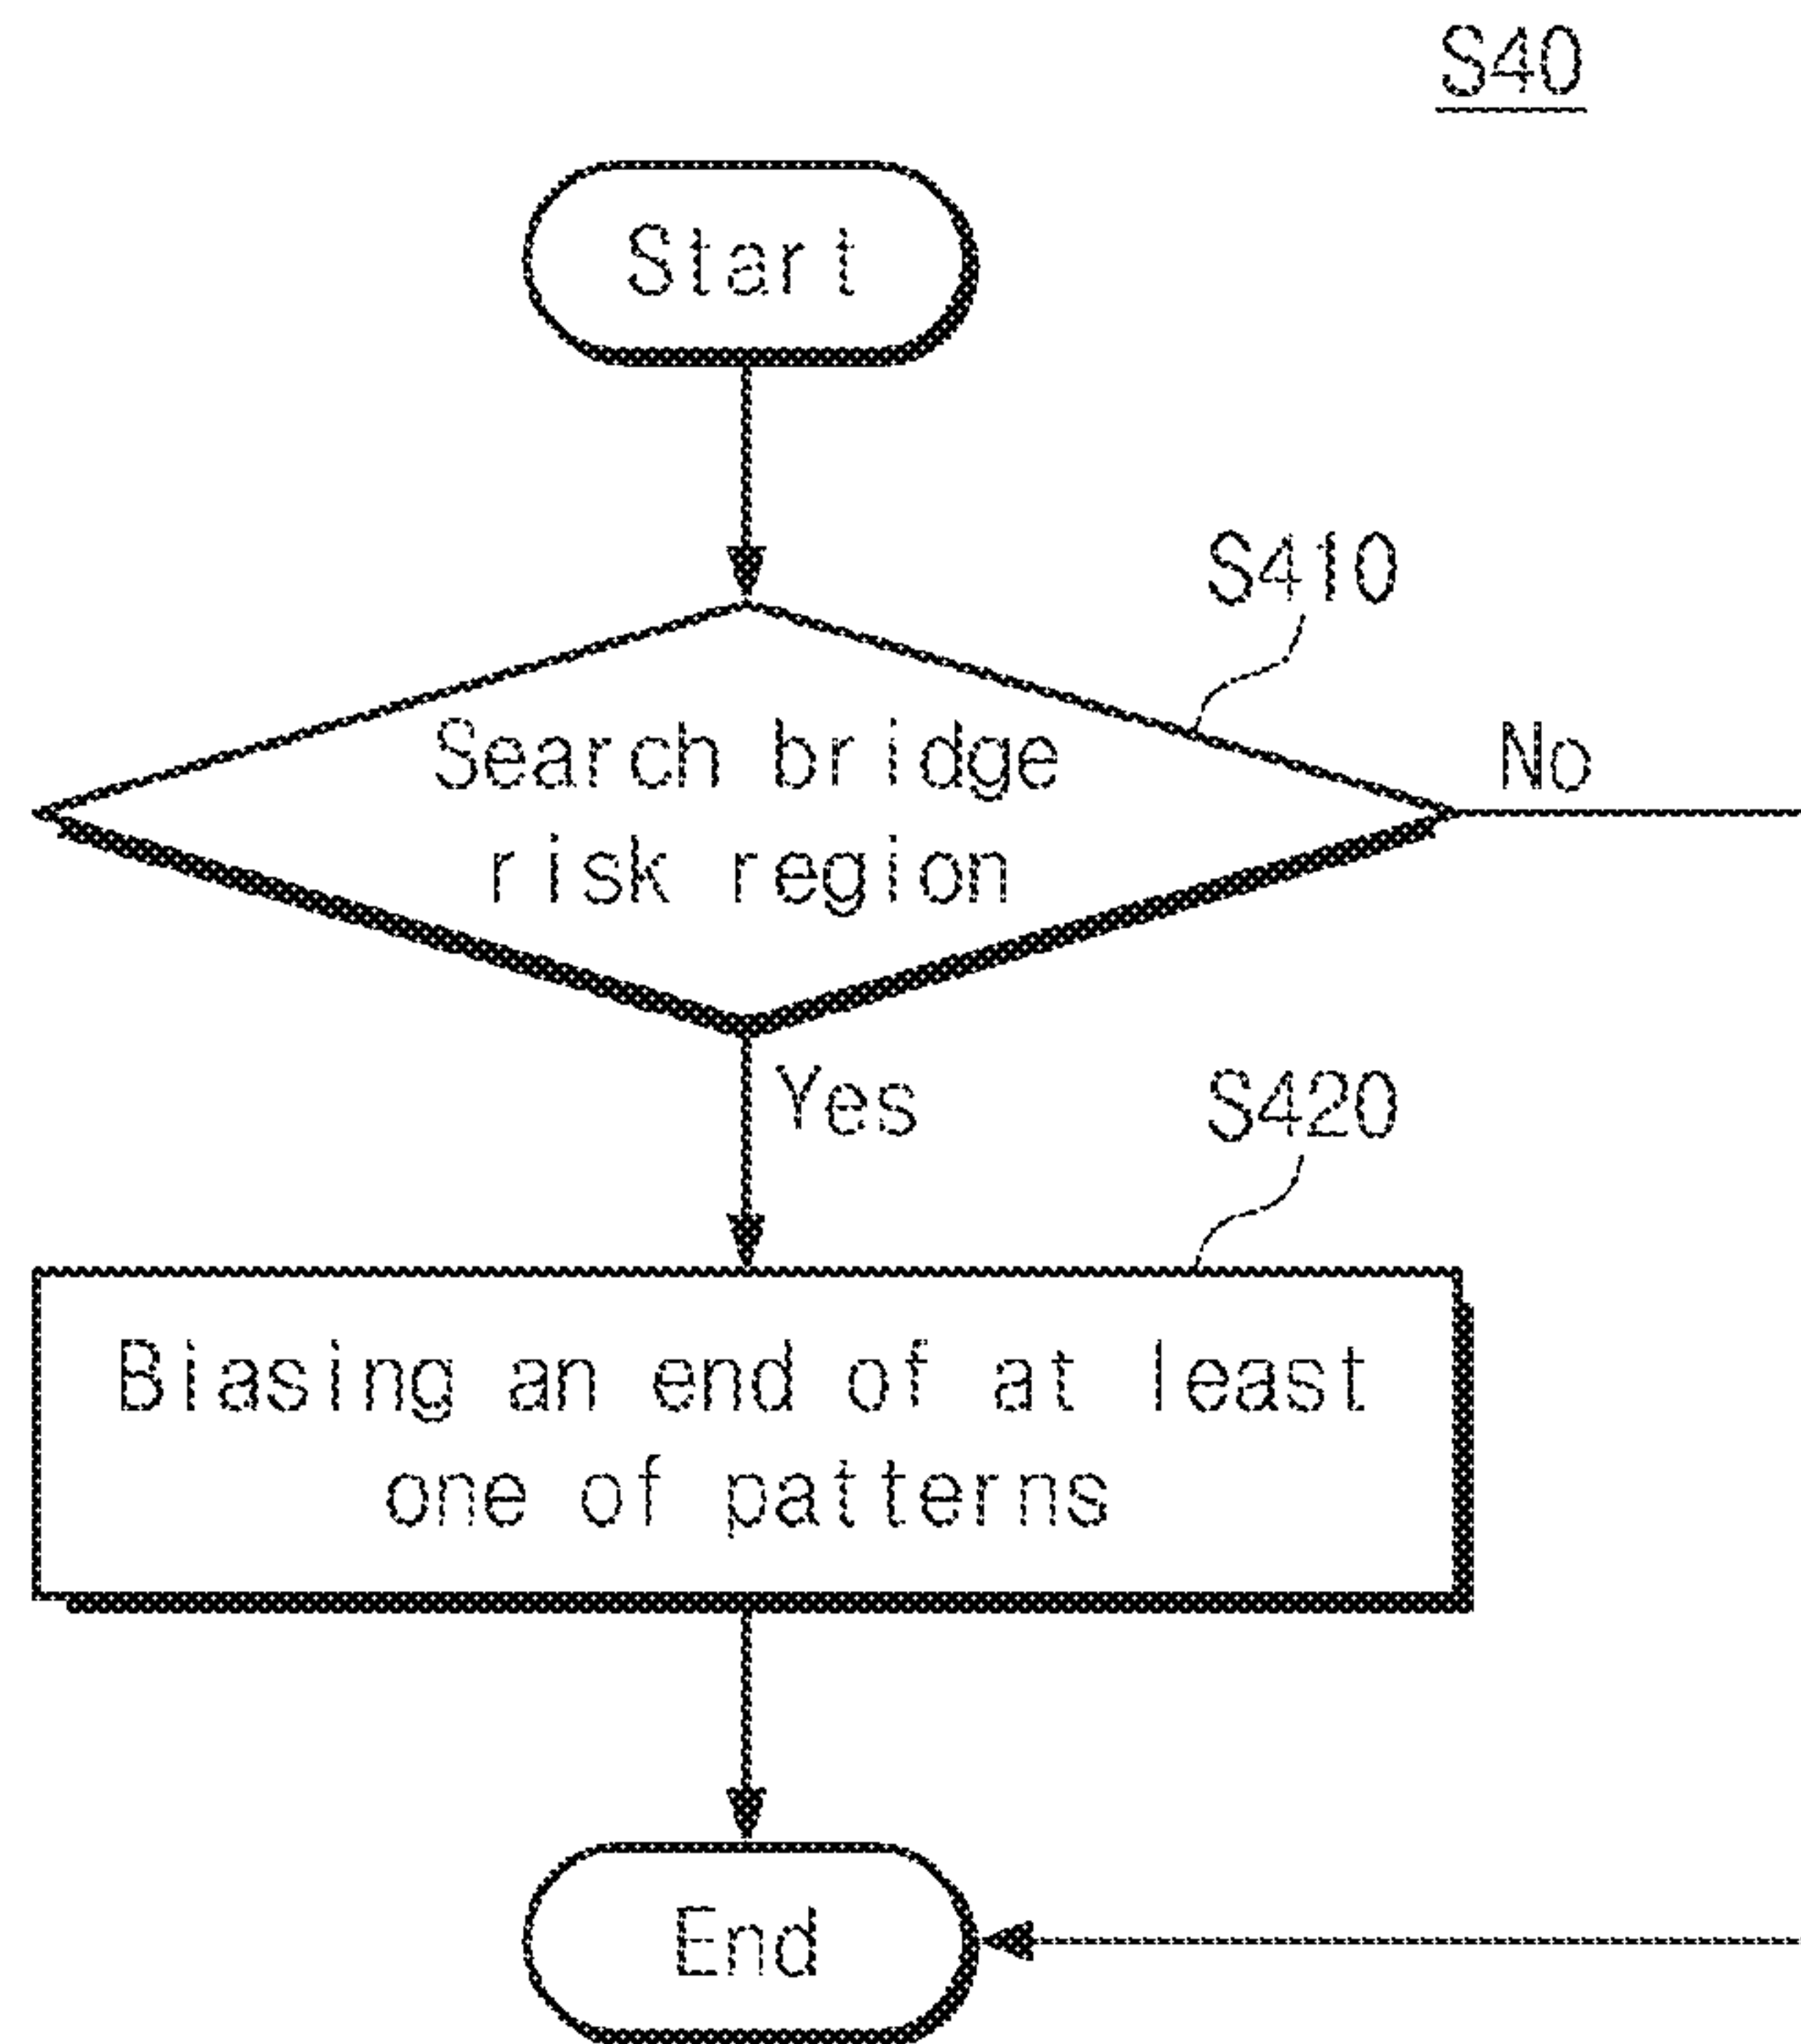 S40
Start
S410
Search bridge
risk region
No
Yes
S420
Biasing an end of at least
one of patterns
End